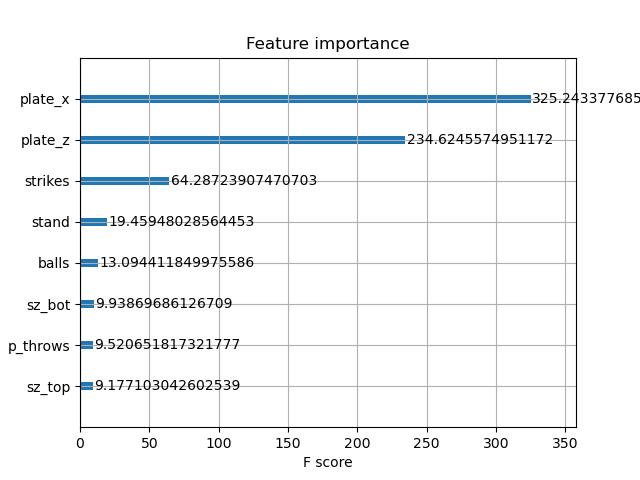 Feature importance
plate_x 325.243377685
plate_z 234.6245574951172
strikes 64.28723907470703
stand 19.45948028564453
balls 13.094411849975586
sz_bot 9.93869686126709
p_throws 9.520651817321777
sz_top 9.177103042602539
0 50 100 150 200 250 300 350
F score